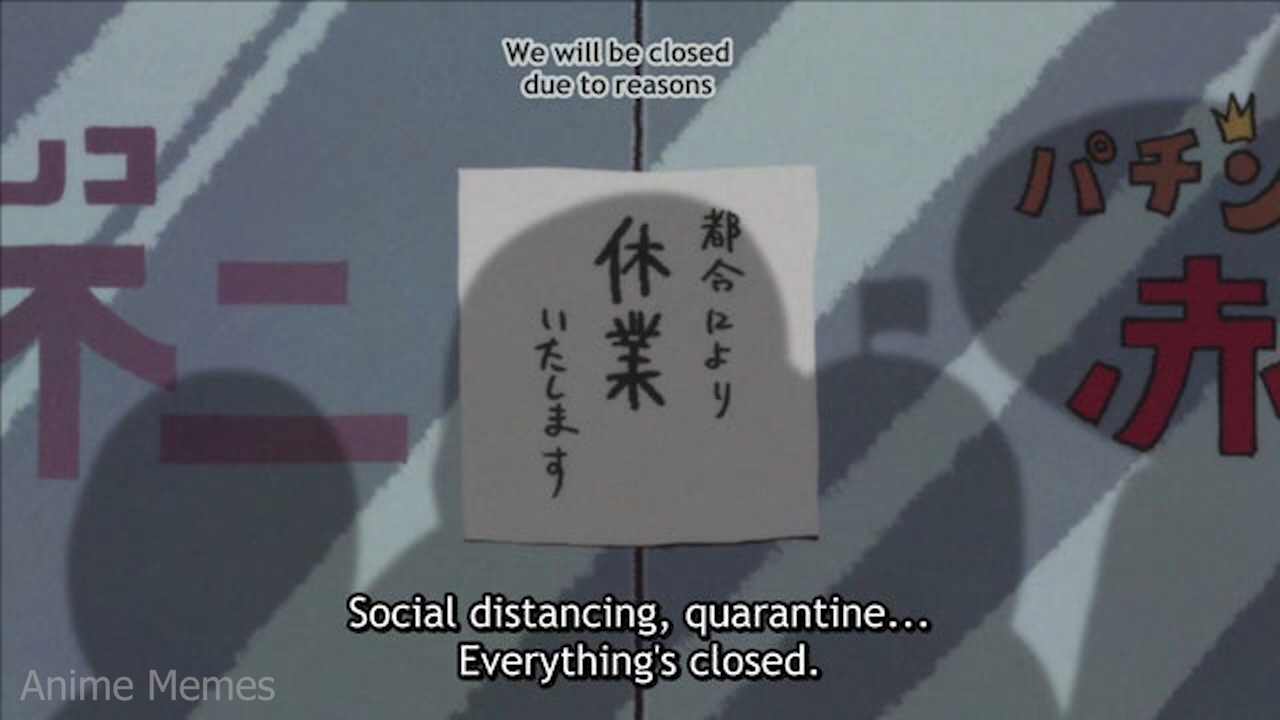 We will be closed
due to reasons
パチン
赤
都合により
休業
いたします
Social distancing, quarantine...
Everything's closed.
Anime Memes